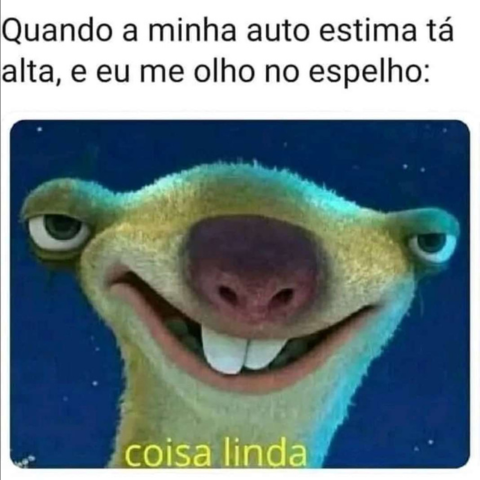 Quando a minha auto estima tá
alta, e eu me olho no espelho:
coisa linda